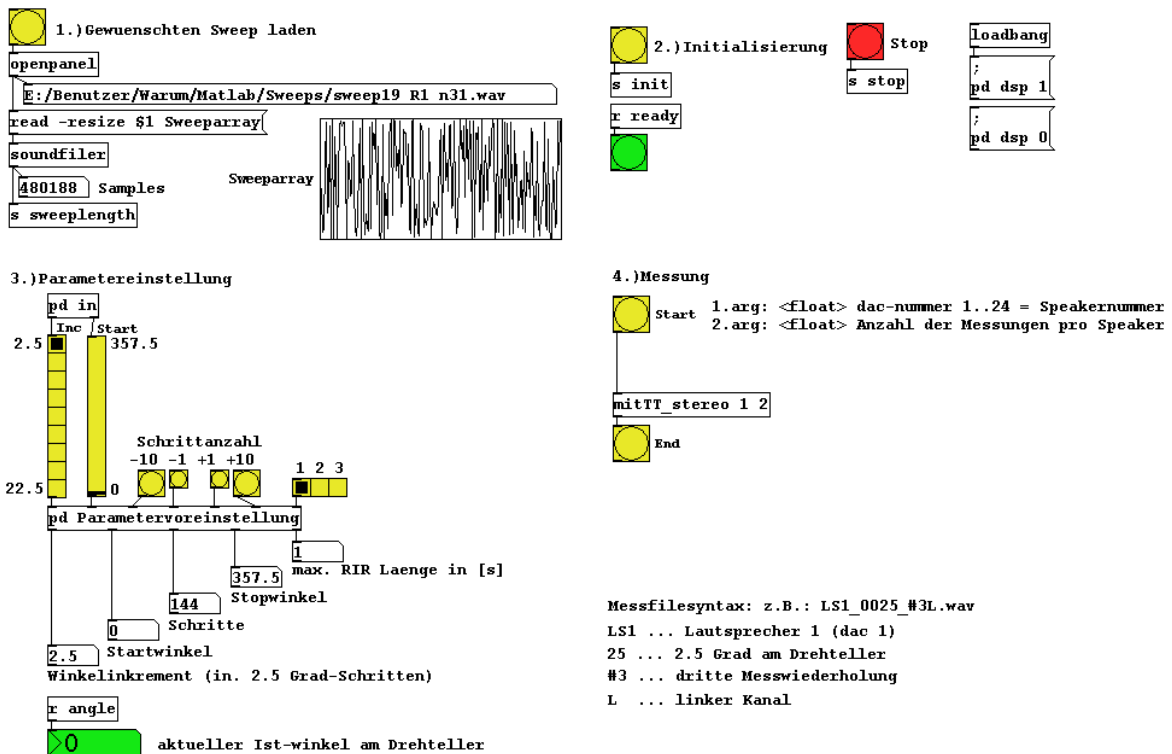 1.)Gewuenschten Sweep laden
openpanel
E:/Benutzer/Warum/Matlab/Sweeps/sweep19 R1 n31.wav
read -resize $1 Sweeparray
soundfiler
480188 Samples
s sweeplength
Sweeparray
2.)Initialisierung
s init
r ready
Stop
s stop
loadbang
;
pd dsp 1
;
pd dsp 0
3.)Parametereinstellung
pd in
Inc Start
2.5 357.5
Schrittanzahl
-10 -1 +1 +10
1 2 3
22.5 0
pd Parametervoreinstellung
1
max. RIR Laenge in [s]
357.5
Stopwinkel
144
Schritte
0
Startwinkel
2.5
Winkelinkrement (in. 2.5 Grad-Schritten)
r angle
>0 aktueller Ist-winkel am Drehteller
4.)Messung
Start
1.arg: <float> dac-nummer 1..24 = Speakernummer
2.arg: <float> Anzahl der Messungen pro Speaker
mitTT_stereo 1 2
End
Messfilesyntax: z.B.: LS1_0025_#3L.wav
LS1 ... Lautsprecher 1 (dac 1)
25 ... 2.5 Grad am Drehteller
#3 ... dritte Messwiederholung
L ... linker Kanal